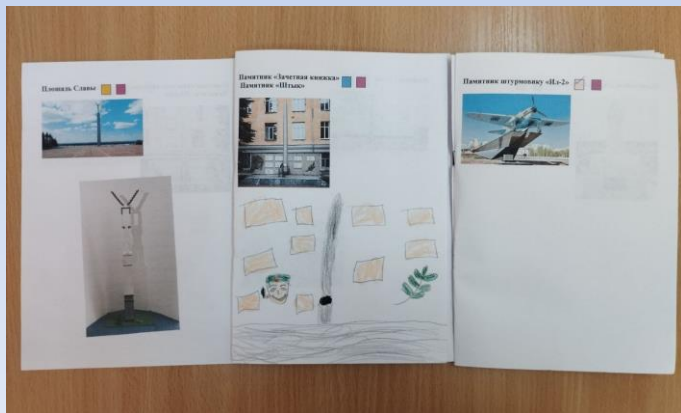 Площадь Славы
Памятник «Зачетная книжка»
Памятник «Штык»
Памятник штурмовику «Ил-2»